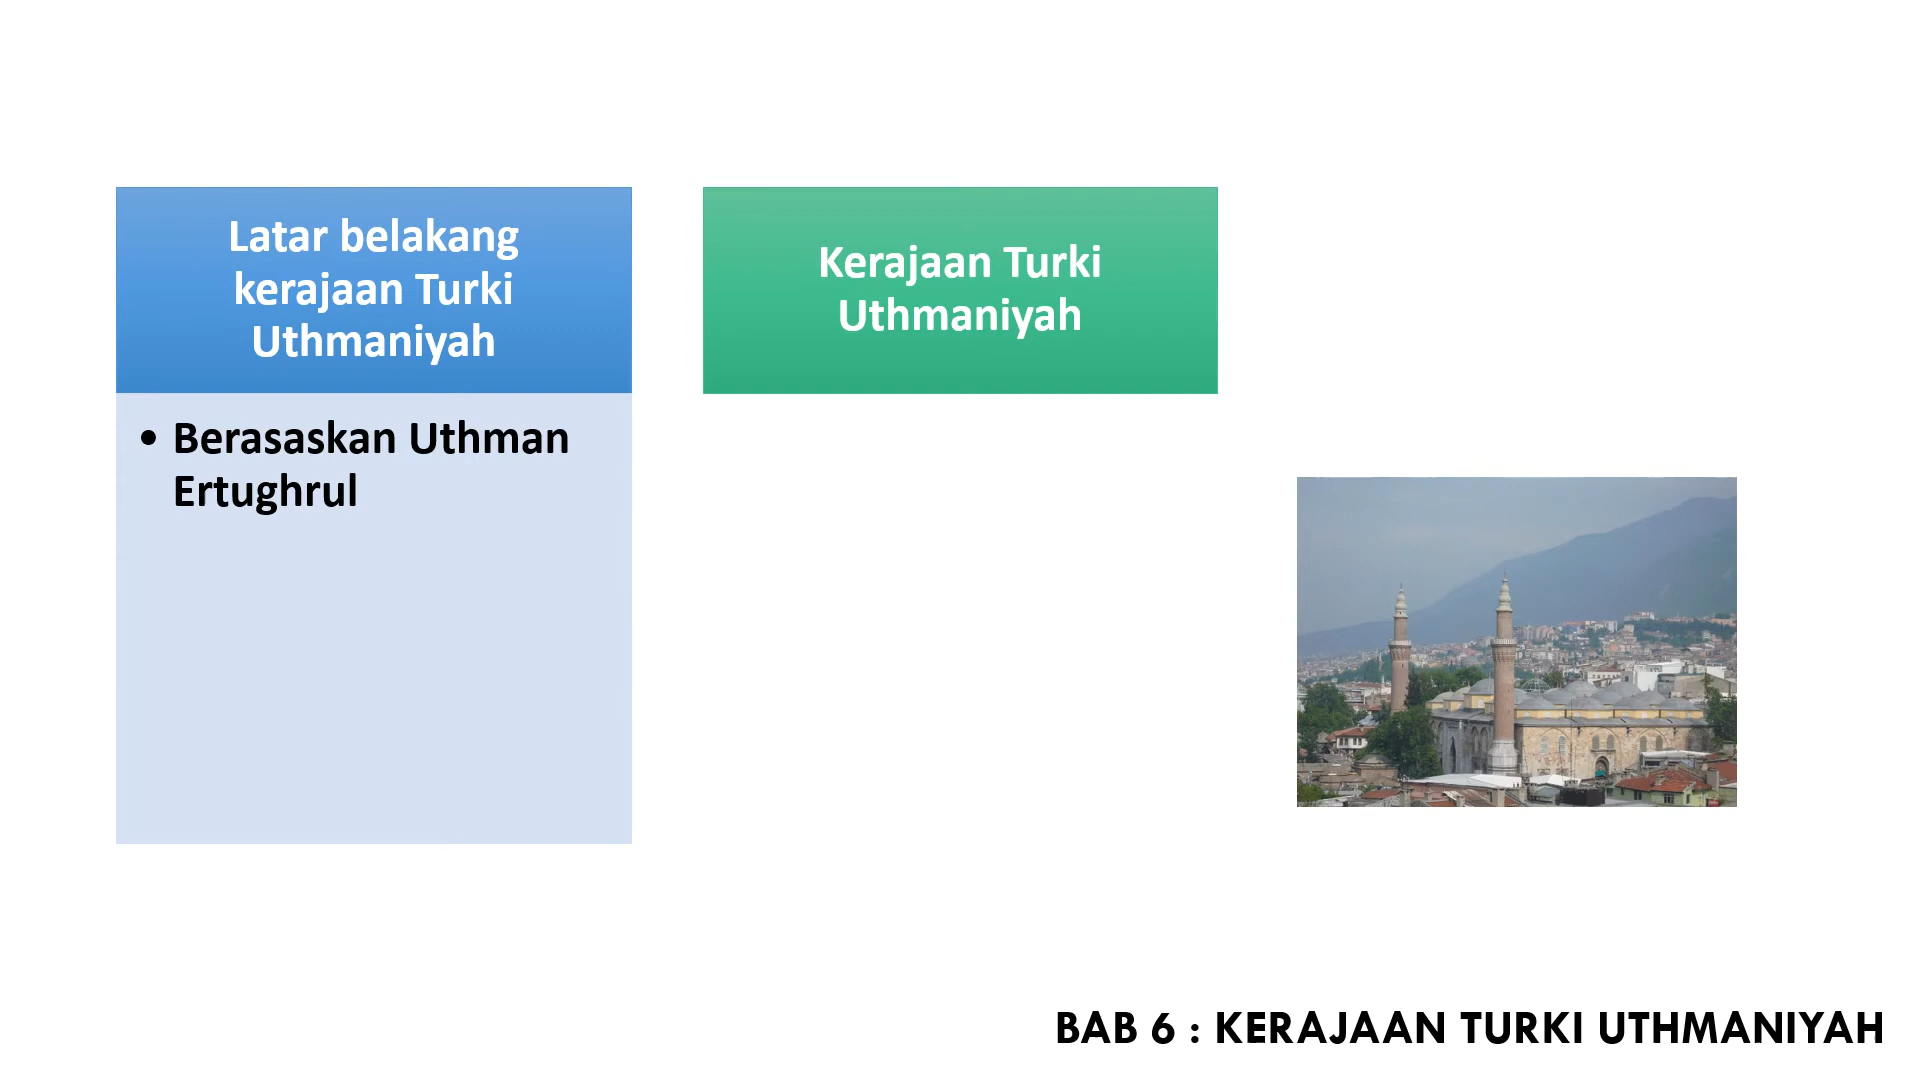 Latar belakang
kerajaan Turki
Uthmaniyah
• Berasaskan Uthman
Ertughrul
Kerajaan Turki
Uthmaniyah
BAB 6 : KERAJAAN TURKI UTHMANIYAH